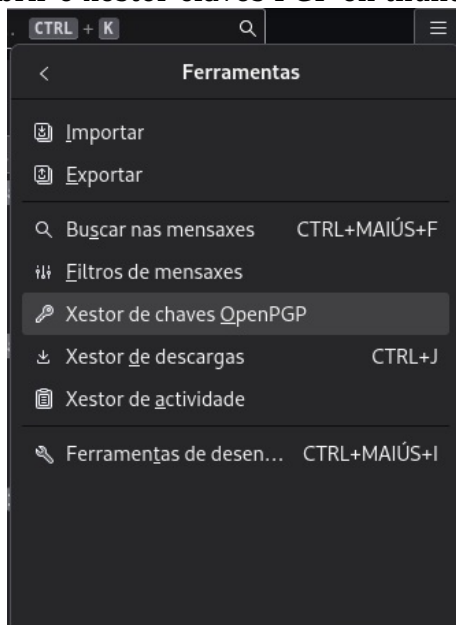 CTRL + K
Ferramentas
Importar
Exportar
Buscar nas mensaxes CTRL+MAIÚS+F
Filtros de mensaxes
Xestor de chaves OpenPGP
Xestor de descargas CTRL+J
Xestor de actividade
Ferramentas de desen... CTRL+MAIÚS+I